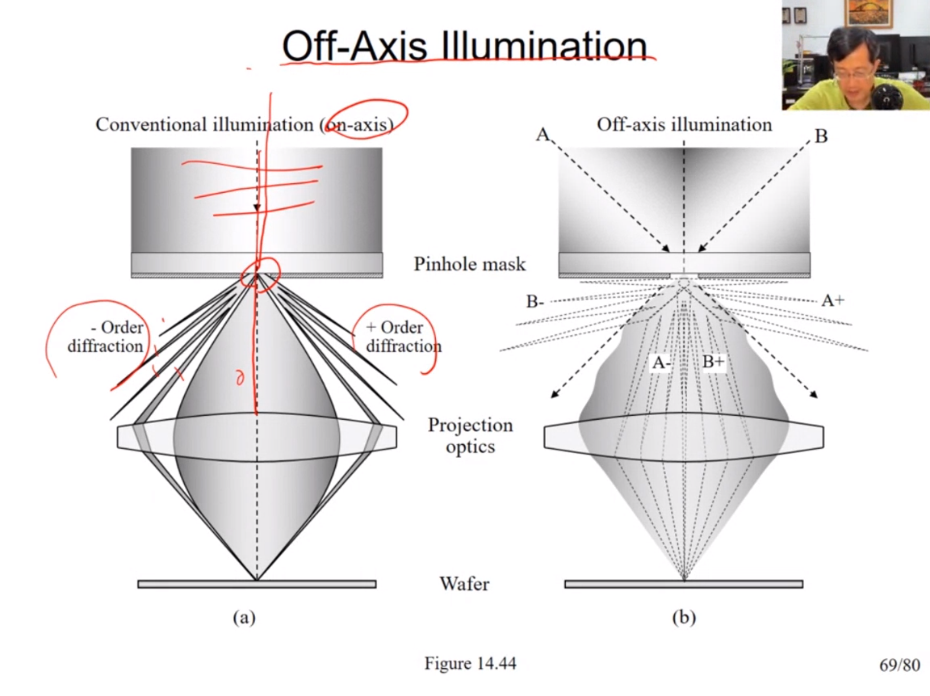 Off-Axis Illumination
Conventional illumination (on-axis)
A
Off-axis illumination
B
Pinhole mask
B-
A+
- Order
diffraction
+ Order
diffraction
A-
B+
Projection
optics
Wafer
(a)
(b)
Figure 14.44
69/80